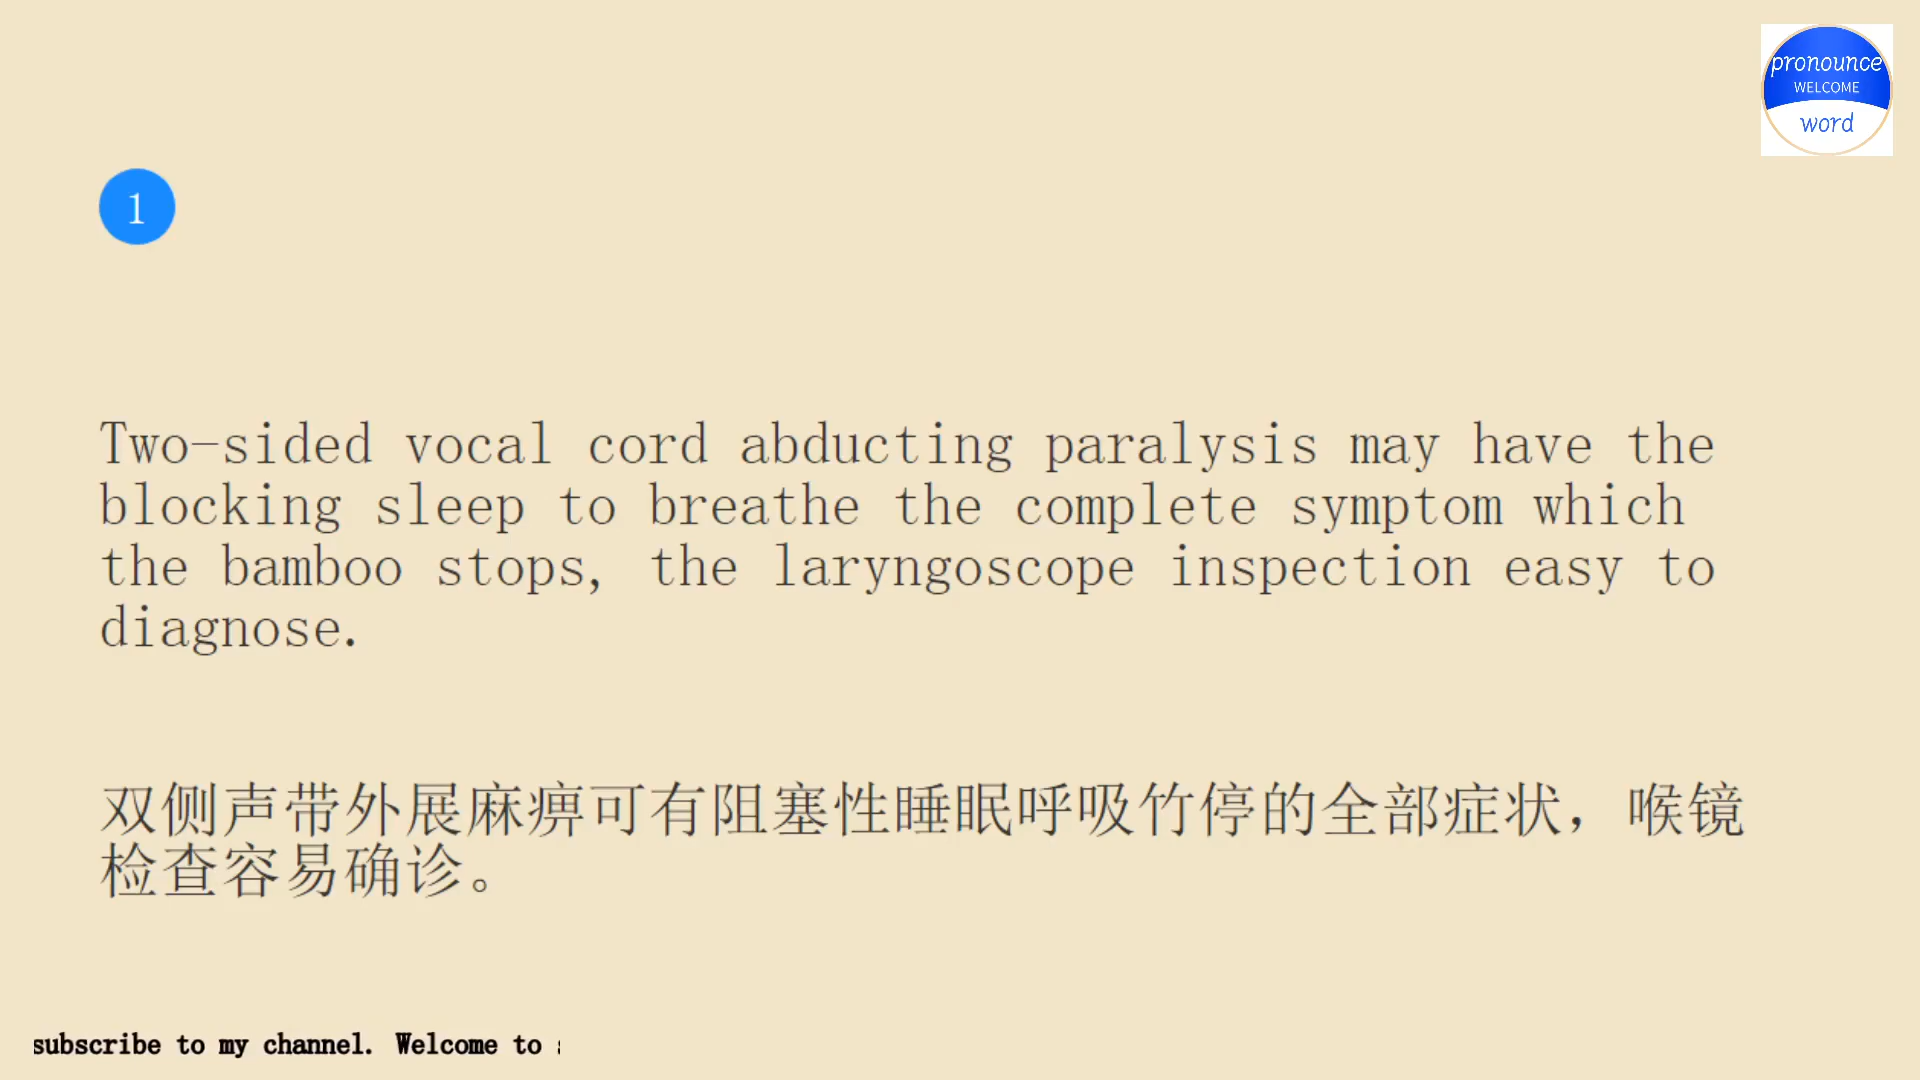 pronounce
WELCOME
word
1
Two-sided vocal cord abducting paralysis may have the
blocking sleep to breathe the complete symptom which
the bamboo stops, the laryngoscope inspection easy to
diagnose.
双侧声带外展麻痹可有阻塞性睡眠呼吸竹停的全部症状，喉镜
检查容易确诊。
subscribe to my channel. Welcome to